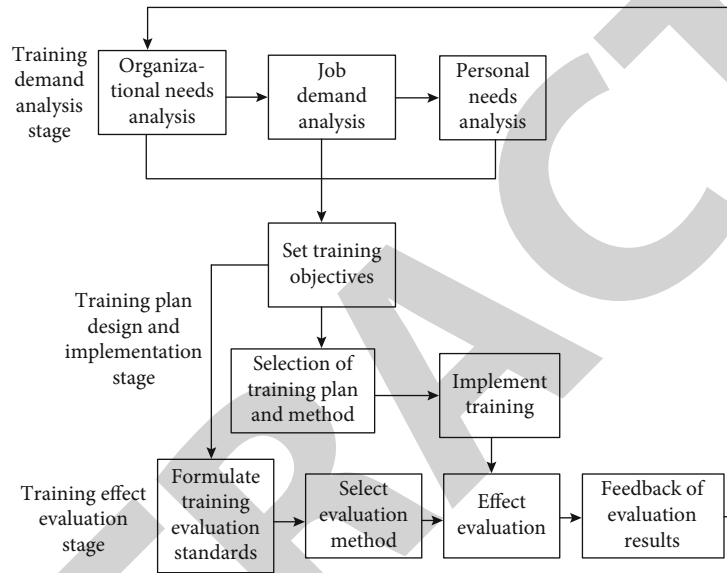 Training
demand
analysis
stage
Organiza-
tional needs
analysis
Job
demand
analysis
Personal
needs
analysis
Set training
objectives
Training plan
design and
implementation
stage
Selection of
training plan
and method
Implement
training
Training effect
evaluation
stage
Formulate
training
evaluation
standards
Select
evaluation
method
Effect
evaluation
Feedback of
evaluation
results
TRACT